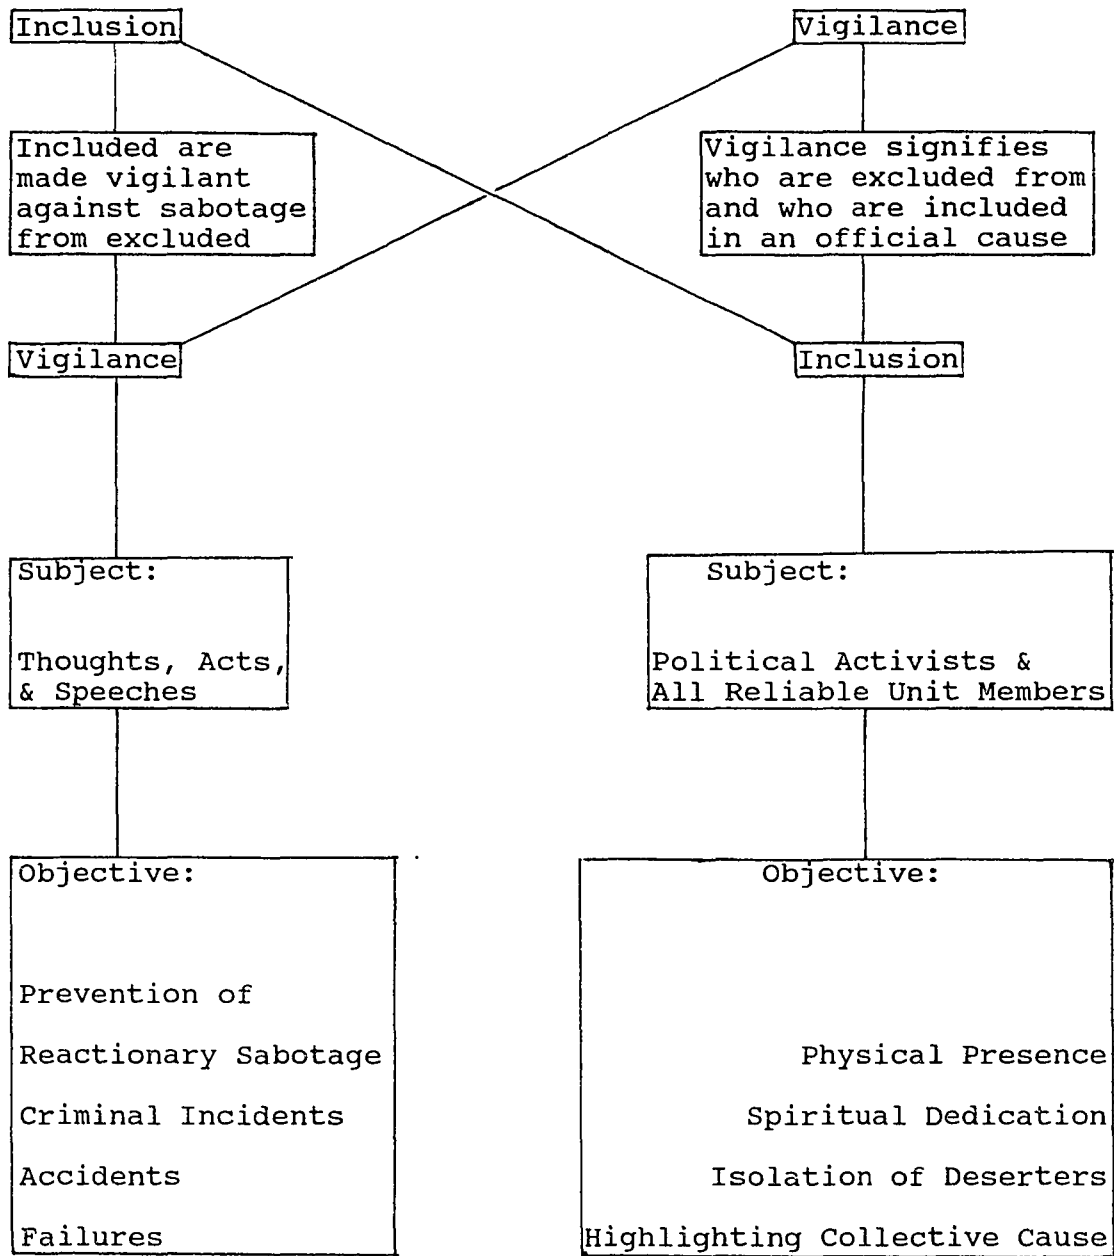 Inclusion
Vigilance
Included are
made vigilant
against sabotage
from excluded
Vigilance signifies
who are excluded from
and who are included
in an official cause
Vigilance
Inclusion
Subject:
Thoughts, Acts,
& Speeches
Subject:
Political Activists &
All Reliable Unit Members
Objective:
Prevention of
Reactionary Sabotage
Criminal Incidents
Accidents
Failures
Objective:
Physical Presence
Spiritual Dedication
Isolation of Deserters
Highlighting Collective Cause